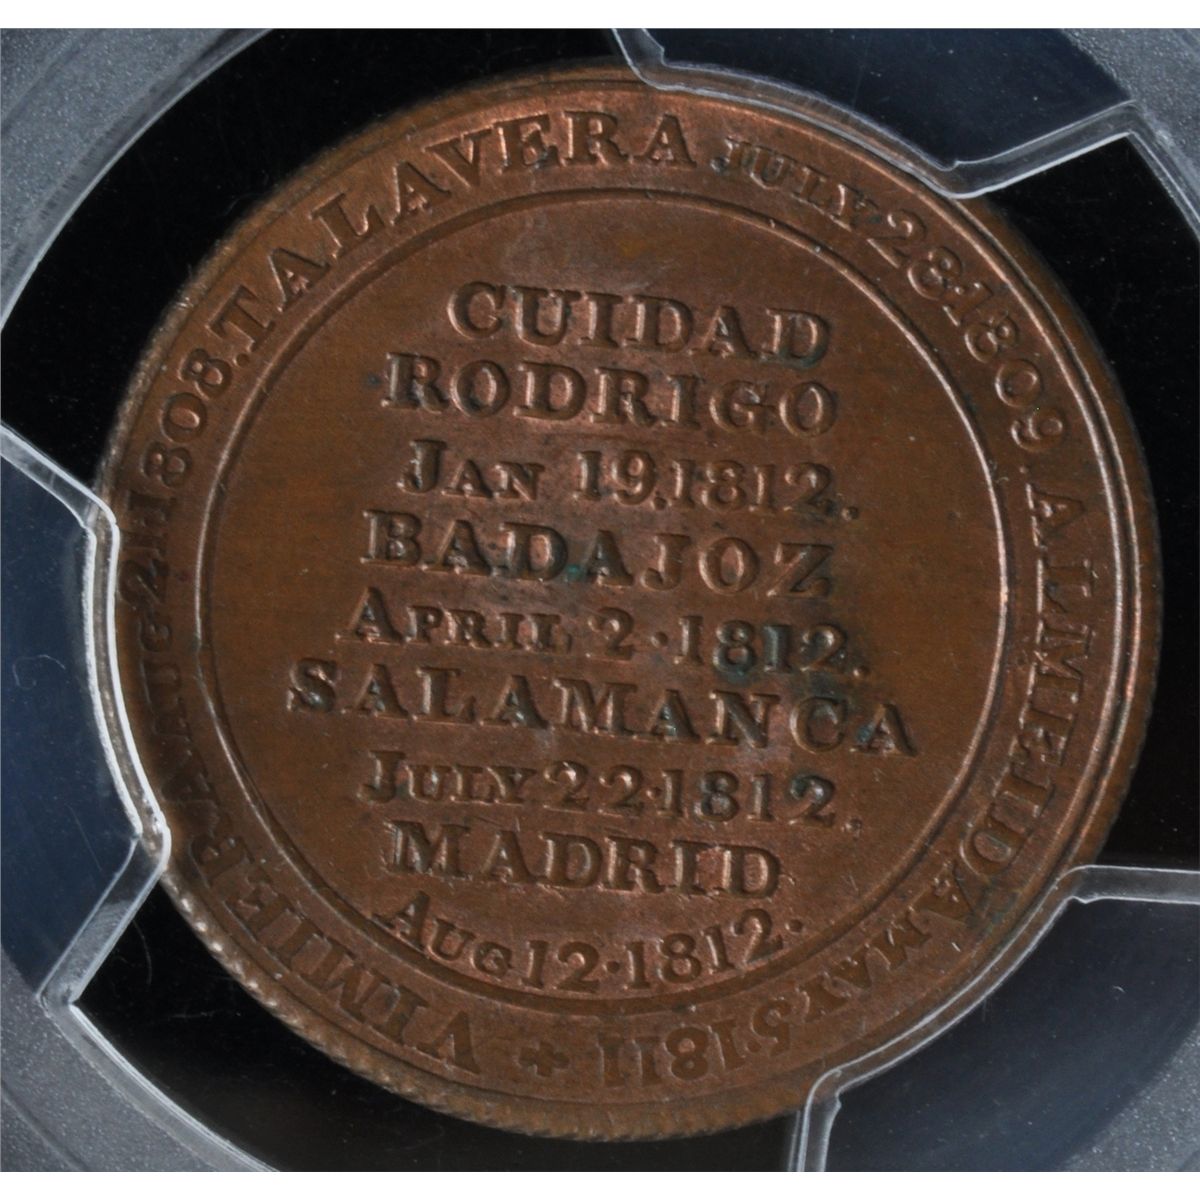 VIMIERA AUG 21 1808. TALAVERA JULY 28·1809. ALMEIDA MAY 5·1811 +
CUIDAD
RODRIGO
JAN 19.1812.
BADAJOZ
APRIL 2·1812.
SALAMANCA
JULY 22·1812.
MADRID
AUG 12·1812.